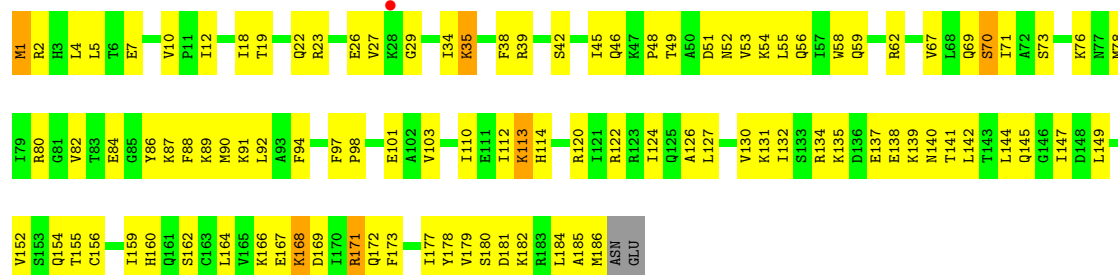 M1 R2 H3 L4 L5 T6 E7 V10 P11 I12 I18 T19 Q22 R23 E26 V27 K28 G29 I34 K35 F38 R39 S42 I45 Q46 K47 P48 T49 A50 D51 N52 V53 K54 L55 Q56 I57 W58 Q59 R62 V67 L68 Q69 S70 I71 A72 S73 K76 N77 M78
I79 R80 G81 V82 T83 E84 G85 Y86 K87 F88 K89 M90 K91 L92 A93 F94 F97 P98 E101 A102 V103 I110 E111 I112 K113 H114 R120 I121 R122 R123 I124 Q125 A126 L127 V130 K131 I132 S133 R134 K135 D136 E137 E138 K139 N140 T141 L142 T143 L144 Q145 G146 I147 D148 L149
V152 S153 Q154 T155 C156 I159 H160 Q161 S162 C163 L164 V165 K166 E167 K168 D169 I170 R171 Q172 F173 I177 Y178 V179 S180 D181 K182 R183 L184 A185 M186 ASN GLU